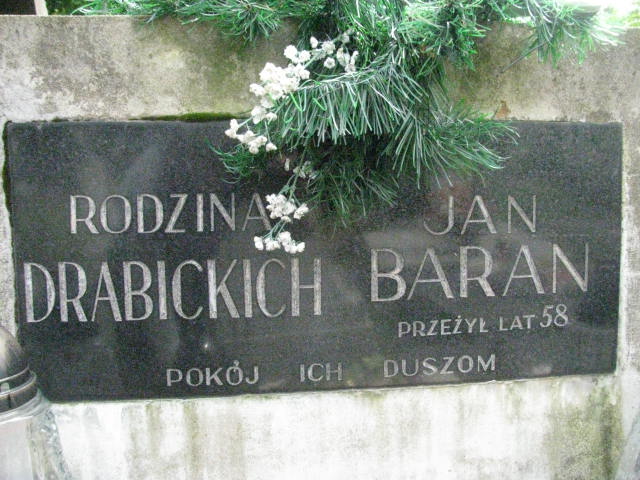 RODZINA
DRABICKICH
JAN
BARAN
PRZEŻYŁ LAT 58
POKÓJ ICH DUSZOM